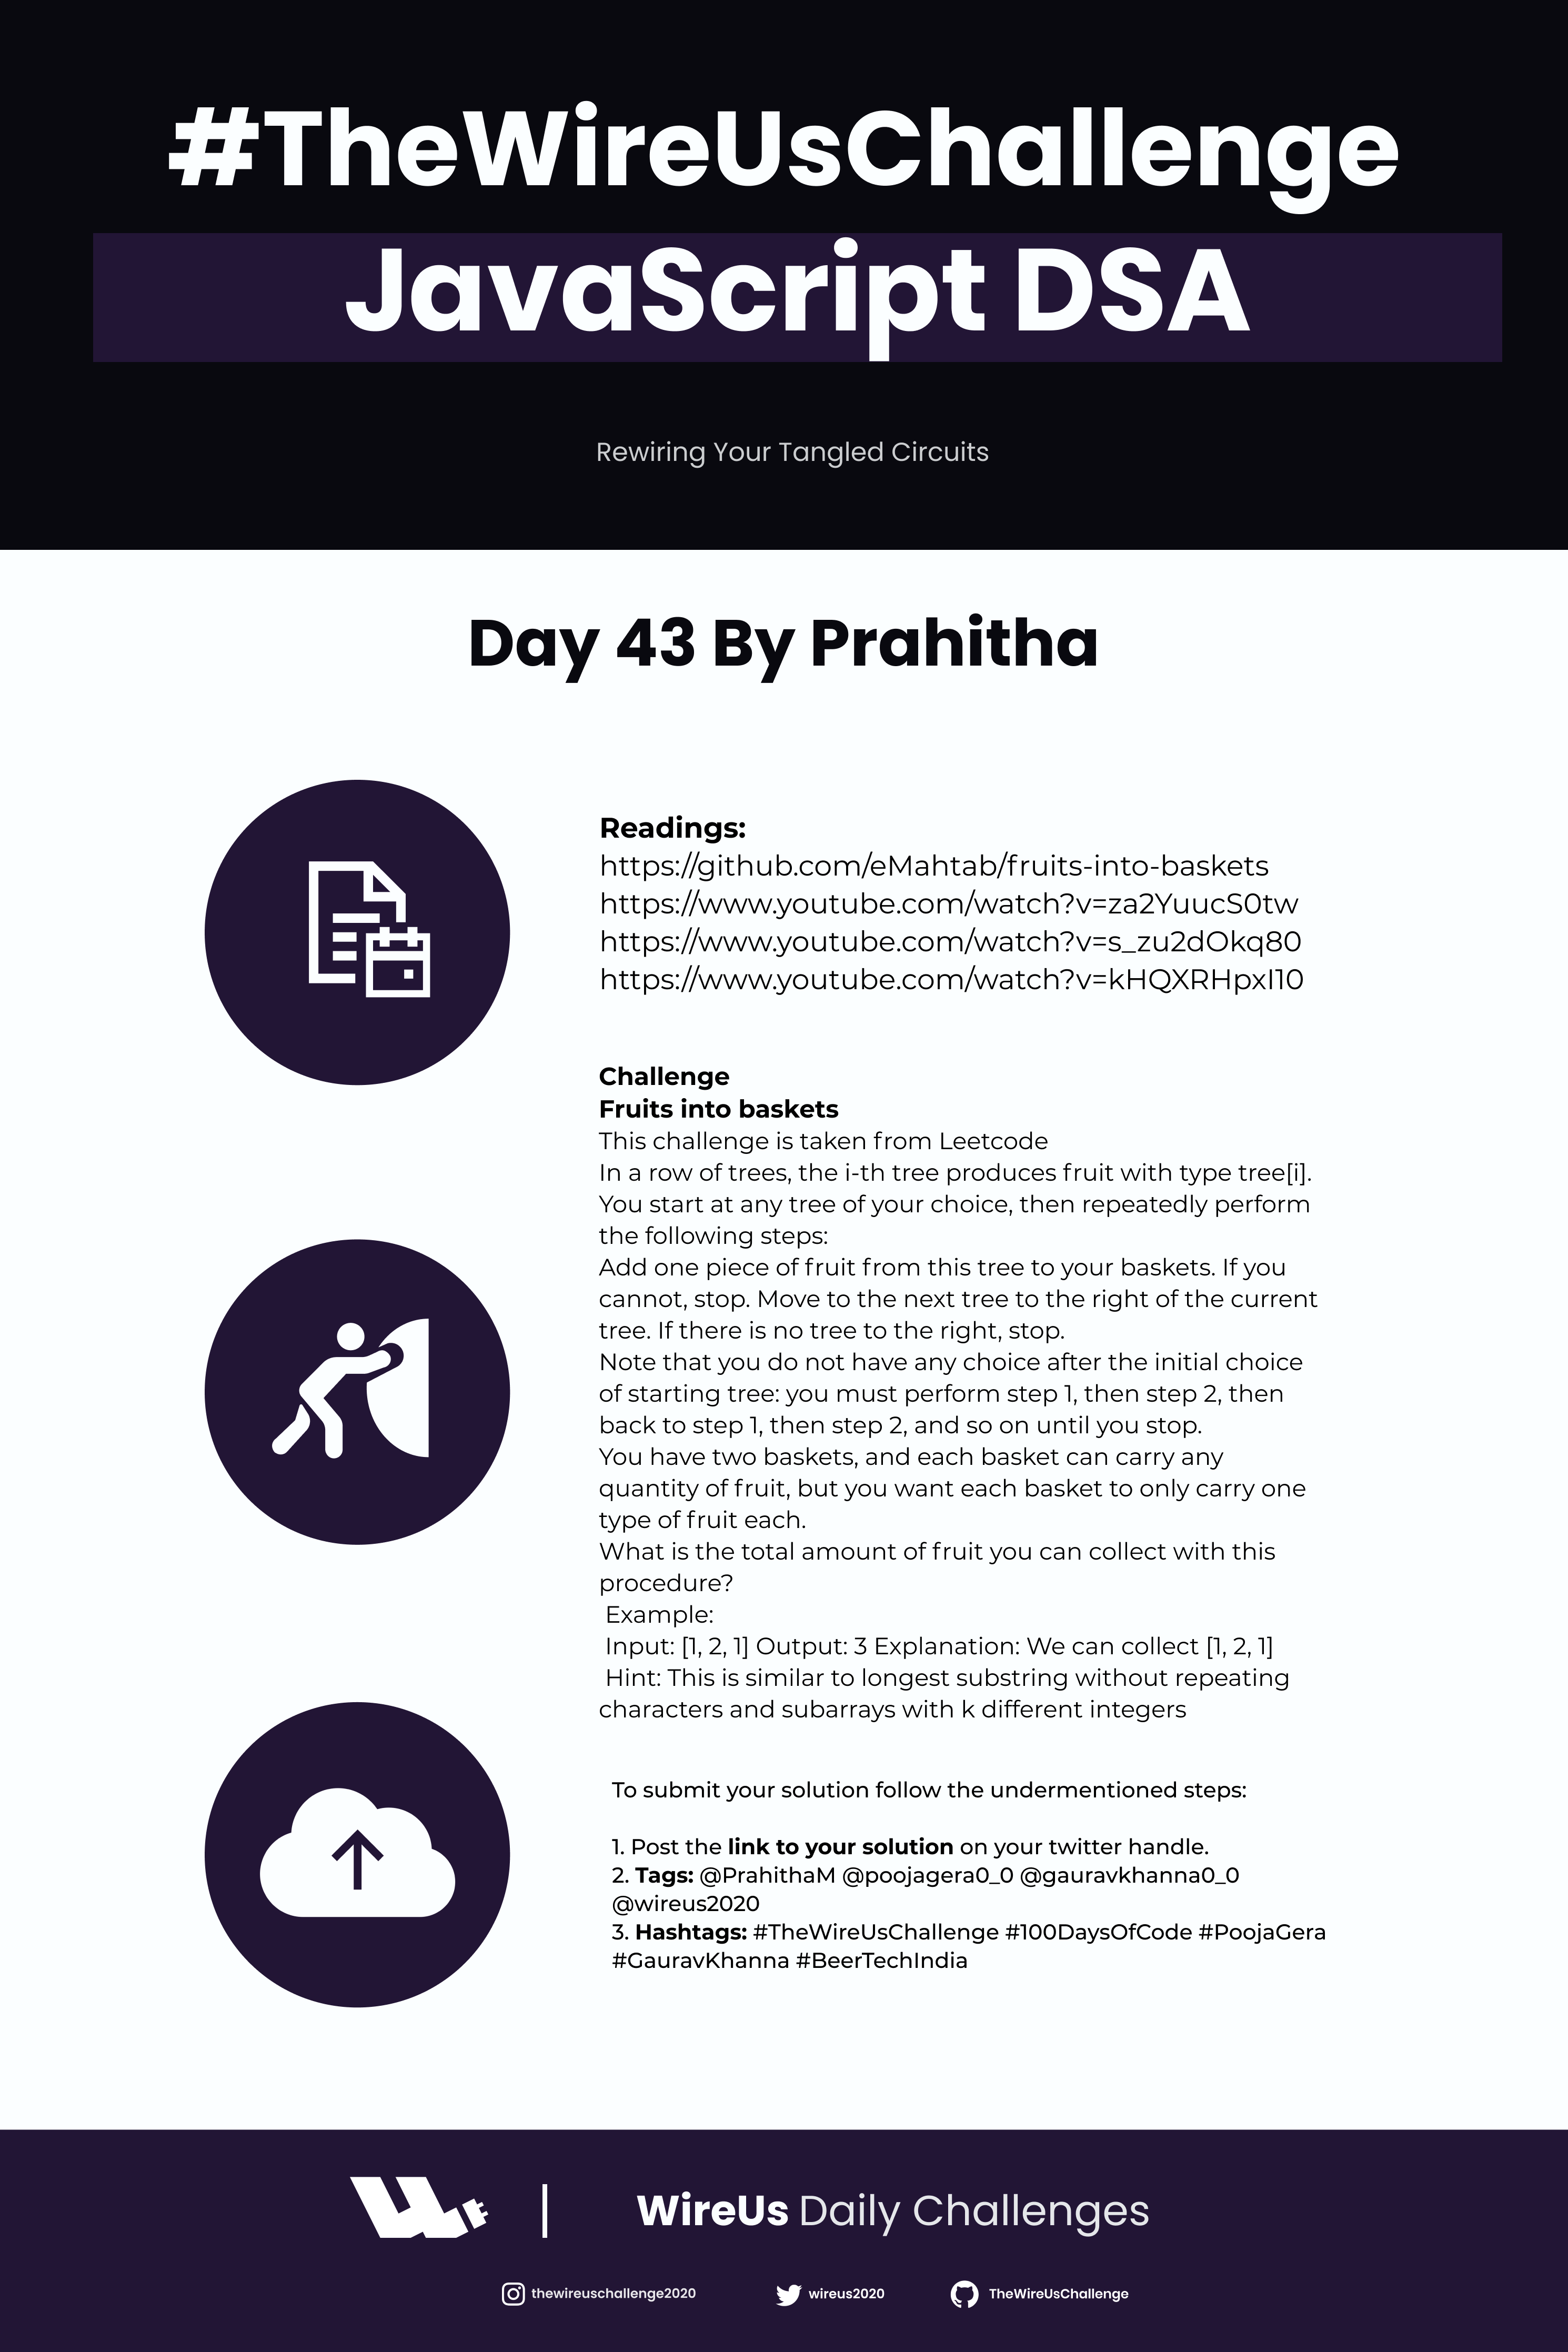 #TheWireUsChallenge
JavaScript DSA
Rewiring Your Tangled Circuits
Day 43 By Prahitha
Readings:
https://github.com/eMahtab/fruits-into-baskets
https://www.youtube.com/watch?v=za2YuucS0tw
https://www.youtube.com/watch?v=s_zu2dOkq80
https://www.youtube.com/watch?v=kHQXRHpxI10
Challenge
Fruits into baskets
This challenge is taken from Leetcode
In a row of trees, the i-th tree produces fruit with type tree[i].
You start at any tree of your choice, then repeatedly perform
the following steps:
Add one piece of fruit from this tree to your baskets. If you
cannot, stop. Move to the next tree to the right of the current
tree. If there is no tree to the right, stop.
Note that you do not have any choice after the initial choice
of starting tree: you must perform step 1, then step 2, then
back to step 1, then step 2, and so on until you stop.
You have two baskets, and each basket can carry any
quantity of fruit, but you want each basket to only carry one
type of fruit each.
What is the total amount of fruit you can collect with this
procedure?
Example:
Input: [1, 2, 1] Output: 3 Explanation: We can collect [1, 2, 1]
Hint: This is similar to longest substring without repeating
characters and subarrays with k different integers
To submit your solution follow the undermentioned steps:
1. Post the link to your solution on your twitter handle.
2. Tags: @PrahithaM @poojagera0_0 @gauravkhanna0_0
@wireus2020
3. Hashtags: #TheWireUsChallenge #100DaysOfCode #PoojaGera
#GauravKhanna #BeerTechIndia
WireUs Daily Challenges
thewireuschallenge2020 wireus2020 TheWireUsChallenge